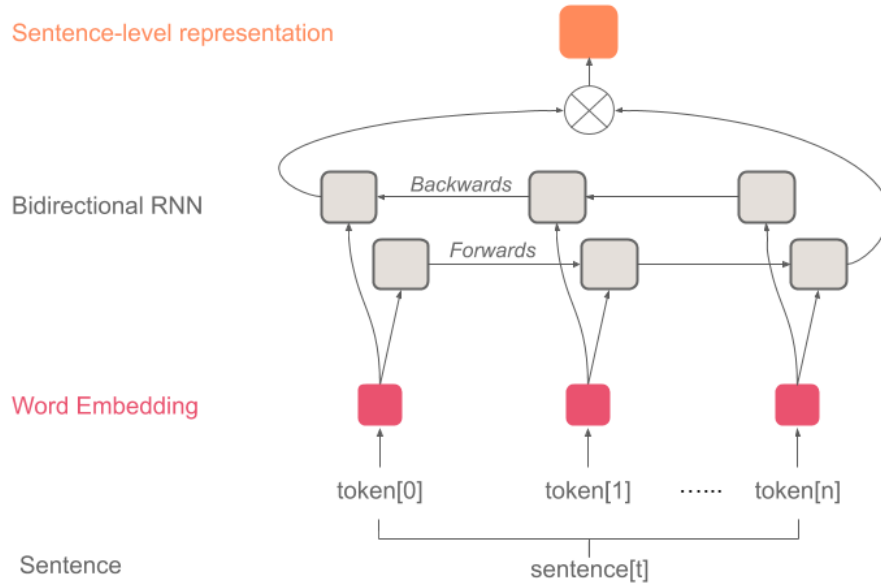 Sentence-level representation
Bidirectional RNN
Backwards
Forwards
Word Embedding
token[0]
token[1]
......
token[n]
Sentence
sentence[t]